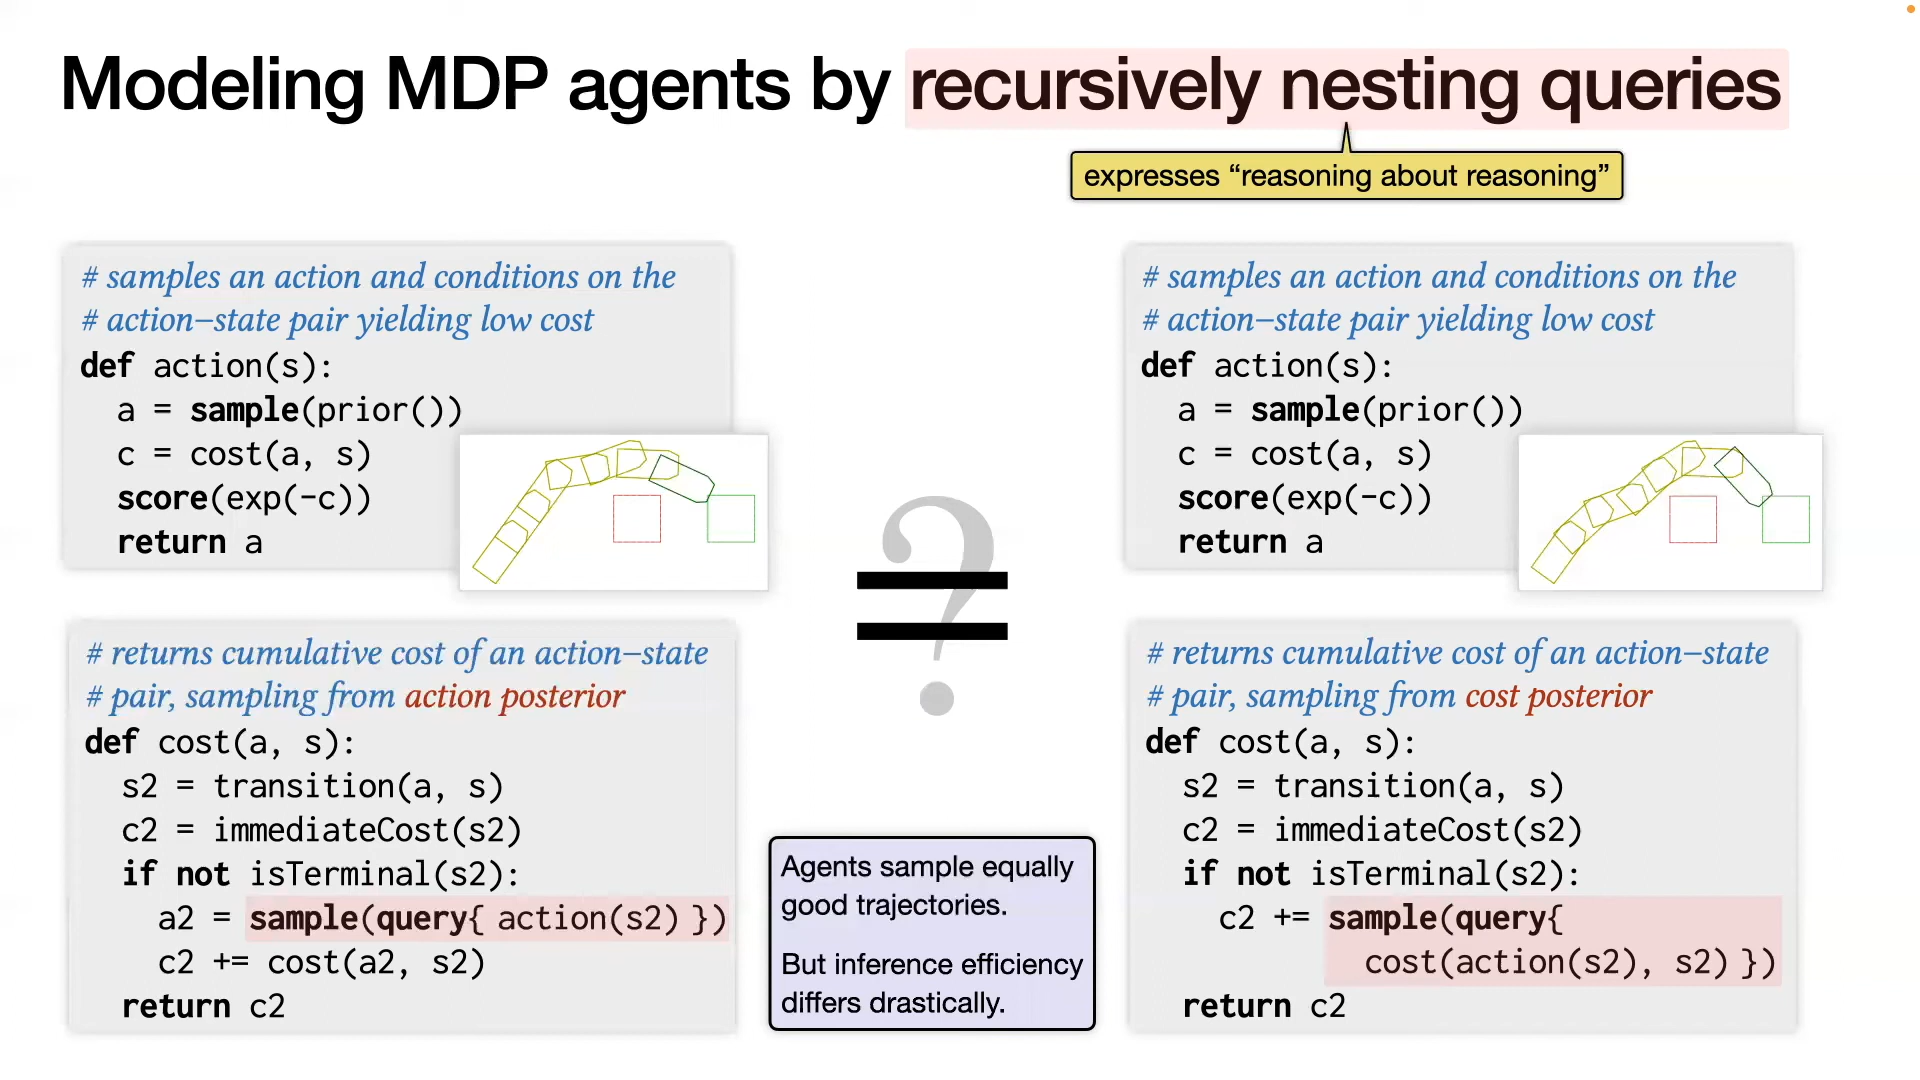 Modeling MDP agents by recursively nesting queries
expresses “reasoning about reasoning”
# samples an action and conditions on the
# action–state pair yielding low cost
def action(s):
  a = sample(prior())
  c = cost(a, s)
  score(exp(-c))
  return a
# returns cumulative cost of an action–state
# pair, sampling from action posterior
def cost(a, s):
  s2 = transition(a, s)
  c2 = immediateCost(s2)
  if not isTerminal(s2):
    a2 = sample(query{ action(s2) })
    c2 += cost(a2, s2)
  return c2
?
=
Agents sample equally
good trajectories.
But inference efficiency
differs drastically.
# samples an action and conditions on the
# action–state pair yielding low cost
def action(s):
  a = sample(prior())
  c = cost(a, s)
  score(exp(-c))
  return a
# returns cumulative cost of an action–state
# pair, sampling from cost posterior
def cost(a, s):
  s2 = transition(a, s)
  c2 = immediateCost(s2)
  if not isTerminal(s2):
    c2 += sample(query{
            cost(action(s2), s2) })
  return c2